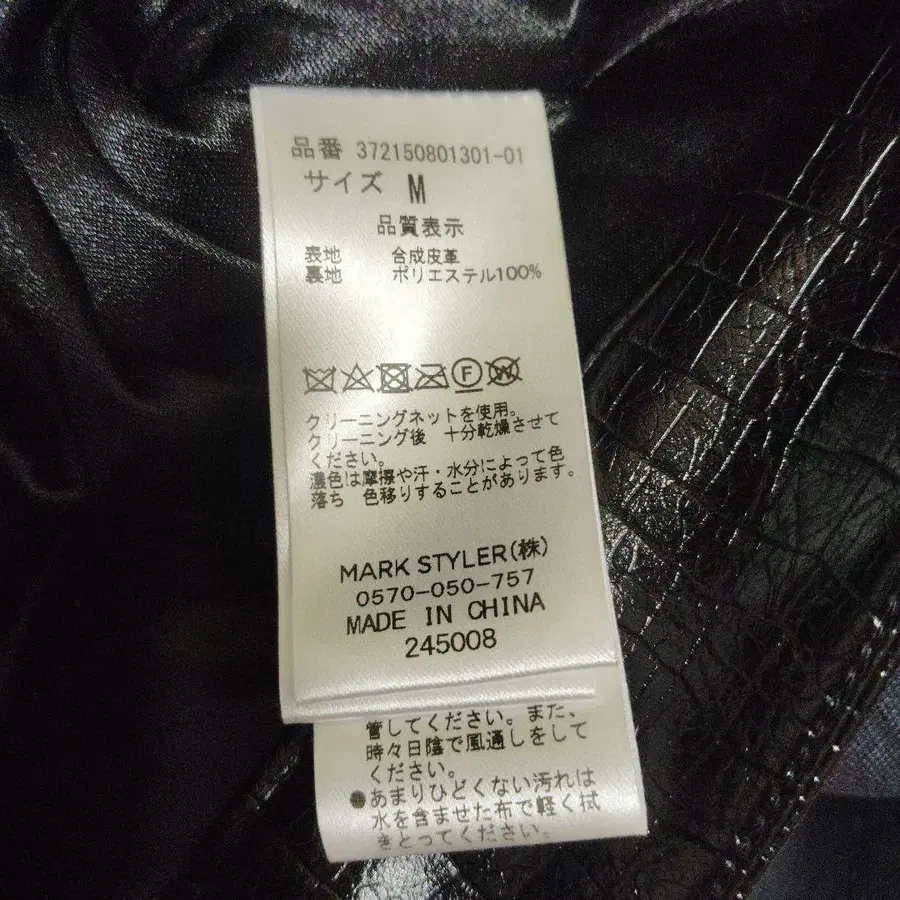 品番 372150801301-01
サイズ M
品質表示
表地 合成皮革
裏地 ポリエステル100%
F W
クリーニングネットを使用。
クリーニング後 十分乾燥させて
ください。
濃色は摩擦や汗・水分によって色
落ち 色移りすることがあります。
MARK STYLER(株)
0570-050-757
MADE IN CHINA
245008
管してください。また、
時々日陰で風通しをして
ください。
●あまりひどくない汚れは
水を含ませた布で軽く拭
きとってください。